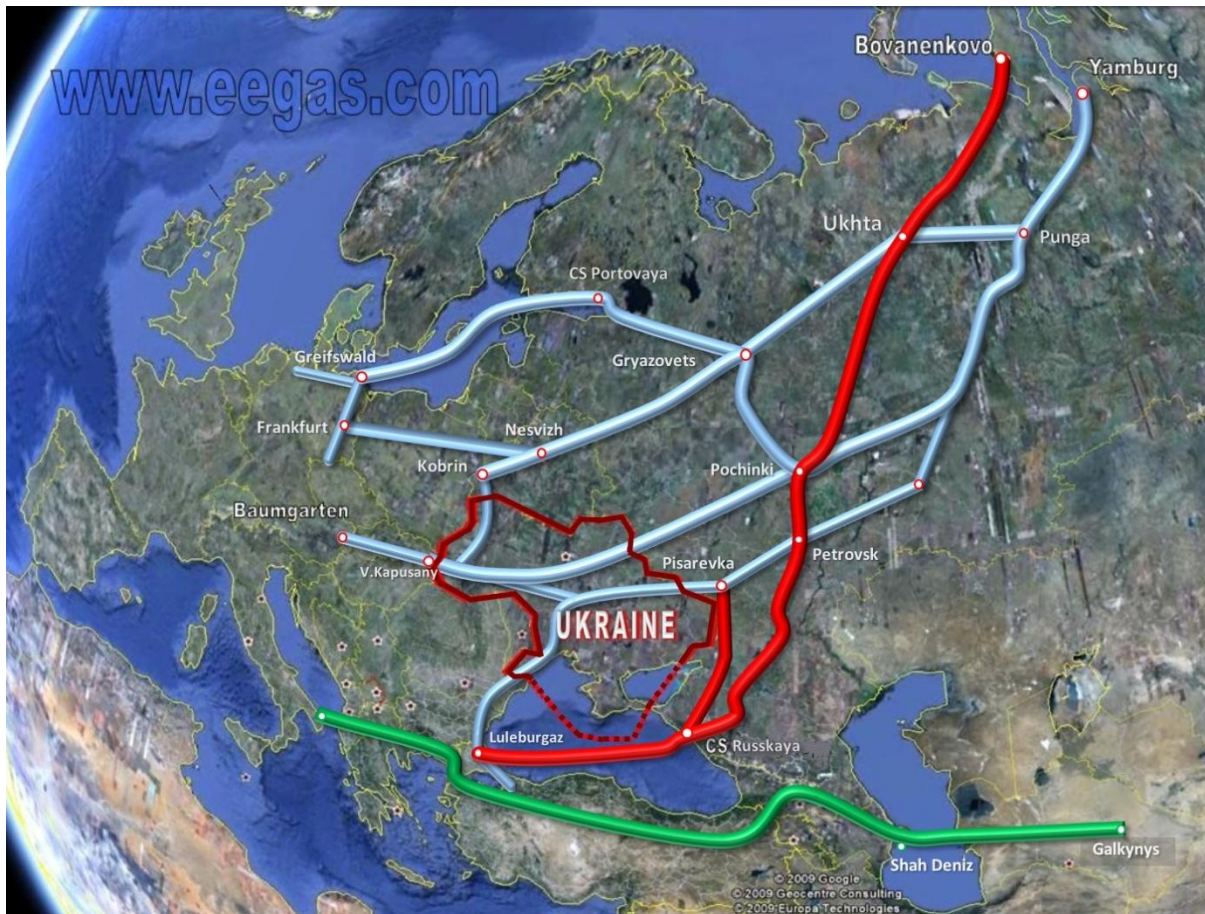 Bovanenkovo
www.eegas.com
Yamburg
Ukhta
Punga
CS Portovaya
Greifswald
Gryazovets
Frankfurt
Nesvizh
Kobrin
Pochinki
Baumgarten
V.Kapusany
Pisarevka
Petrovsk
UKRAINE
Luleburgaz
CS Russkaya
Shah Deniz
Galkynys
© 2009 Google
© 2009 Geocentre Consulting
© 2009 Europa Technologies